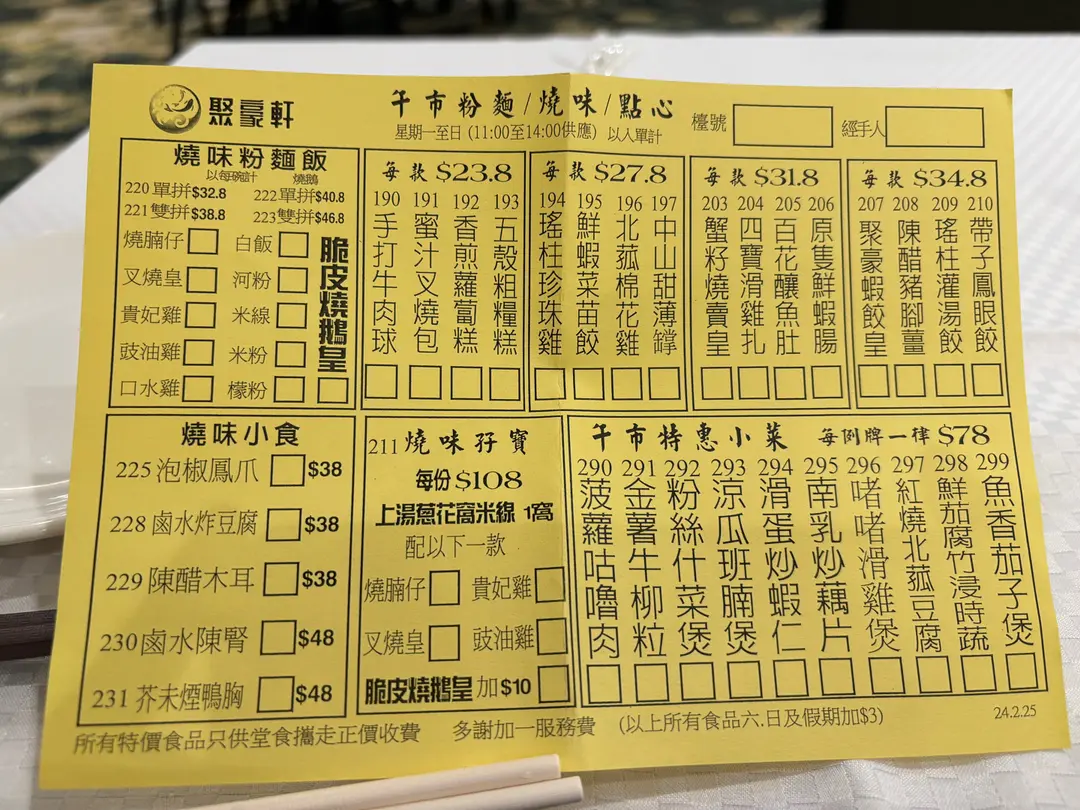 聚豪軒
午市粉麵/燒味/點心
星期一至日 (11:00至14:00供應) 以入單計
檯號
經手人
燒味粉麵飯
以每碗計
燒鵝
220 單拼$32.8
222 單拼$40.8
221 雙拼$38.8
223 雙拼$46.8
燒腩仔
白飯
叉燒皇
河粉
貴妃雞
米線
豉油雞
米粉
口水雞
檬粉
脆皮燒鵝皇
每款 $23.8
190 手打牛肉球
191 蜜汁叉燒包
192 香煎蘿蔔糕
193 五殼粗糧糕
每款 $27.8
194 瑤柱珍珠雞
195 鮮蝦菜苗餃
196 北菰棉花雞
197 中山甜薄鐣
每款 $31.8
203 蟹籽燒賣皇
204 四寶滑雞扎
205 百花釀魚肚
206 原隻鮮蝦腸
每款 $34.8
207 聚豪蝦餃皇
208 陳醋豬腳薑
209 瑤柱灌湯餃
210 帶子鳳眼餃
燒味小食
225 泡椒鳳爪 $38
228 鹵水炸豆腐 $38
229 陳醋木耳 $38
230 鹵水陳腎 $48
231 芥未煙鴨胸 $48
211 燒味孖寶
每份 $108
上湯蔥花窩米線 1窩
配以下一款
燒腩仔
貴妃雞
叉燒皇
豉油雞
脆皮燒鵝皇 加$10
午市特惠小菜 每例牌一律 $78
290 菠蘿咕嚕肉
291 金薯牛柳粒
292 粉絲什菜煲
293 涼瓜班腩煲
294 滑蛋炒蝦仁
295 南乳炒藕片
296 啫啫滑雞煲
297 紅燒北菰豆腐
298 鮮茄腐竹浸時蔬
299 魚香茄子煲
所有特價食品只供堂食攜走正價收費 多謝加一服務費 (以上所有食品六.日及假期加$3)
24.2.25